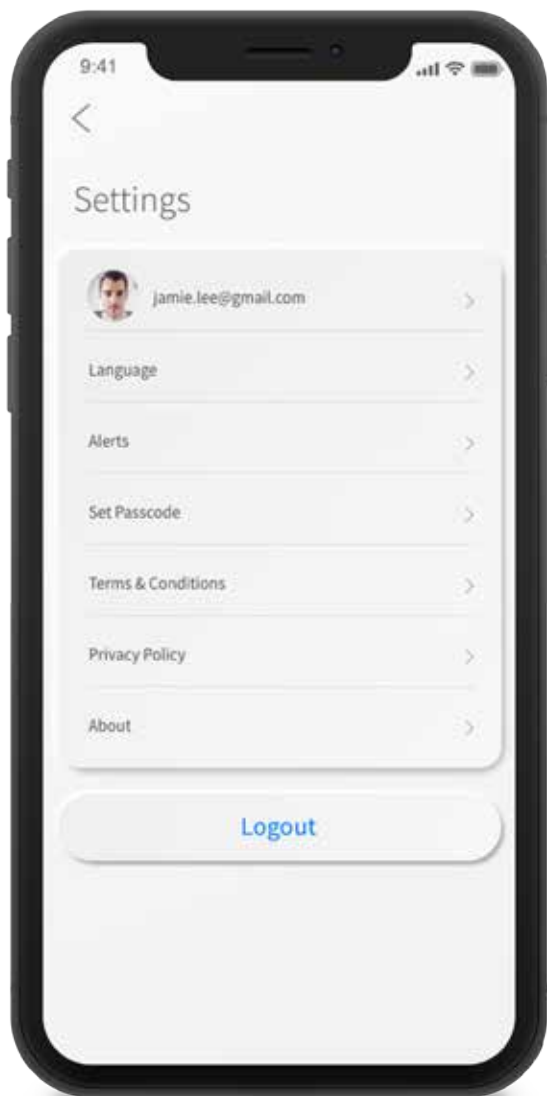 9:41
Settings
jamie.lee@gmail.com
Language
Alerts
Set Passcode
Terms & Conditions
Privacy Policy
About
Logout